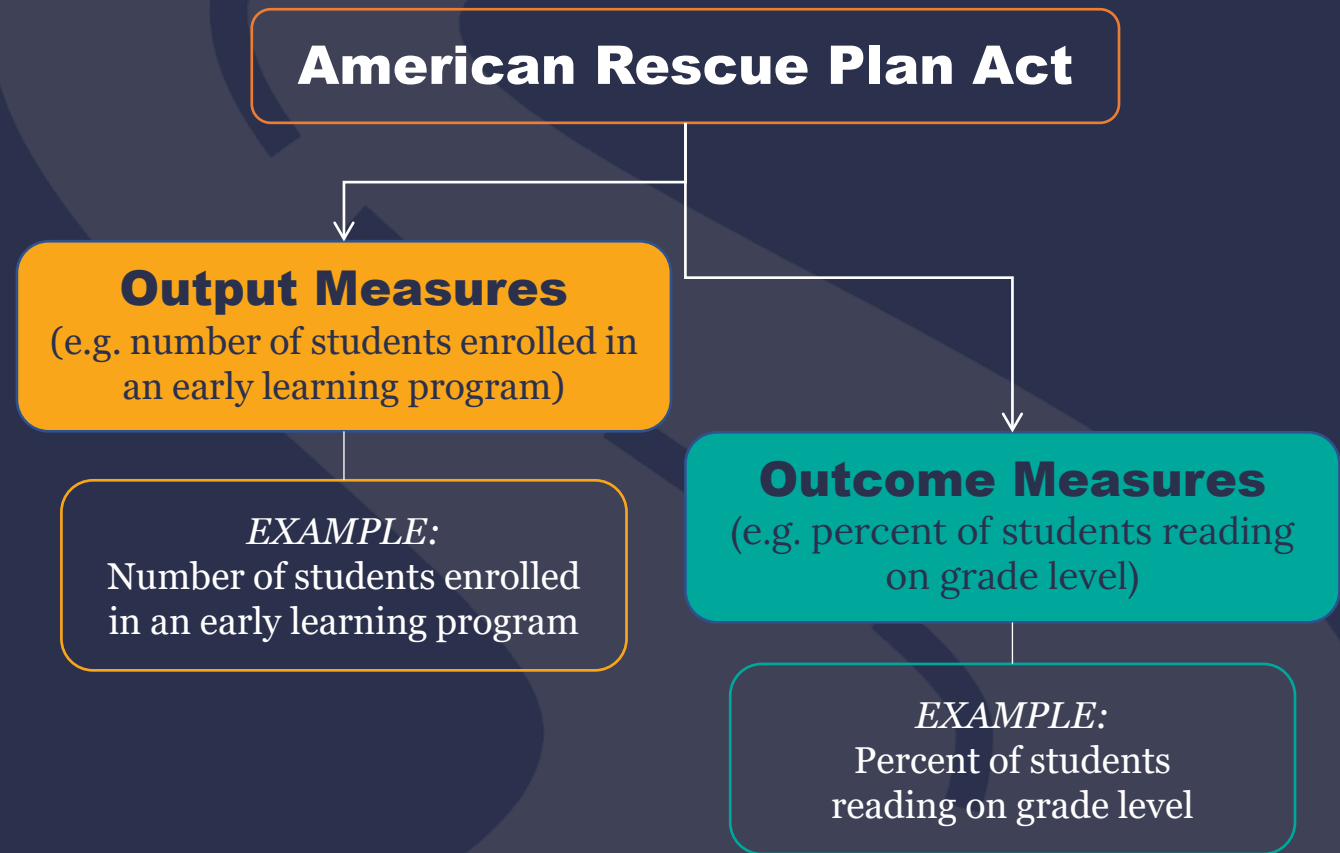 American Rescue Plan Act
Output Measures
(e.g. number of students enrolled in
an early learning program)
EXAMPLE:
Number of students enrolled
in an early learning program
Outcome Measures
(e.g. percent of students reading
on grade level)
EXAMPLE:
Percent of students
reading on grade level